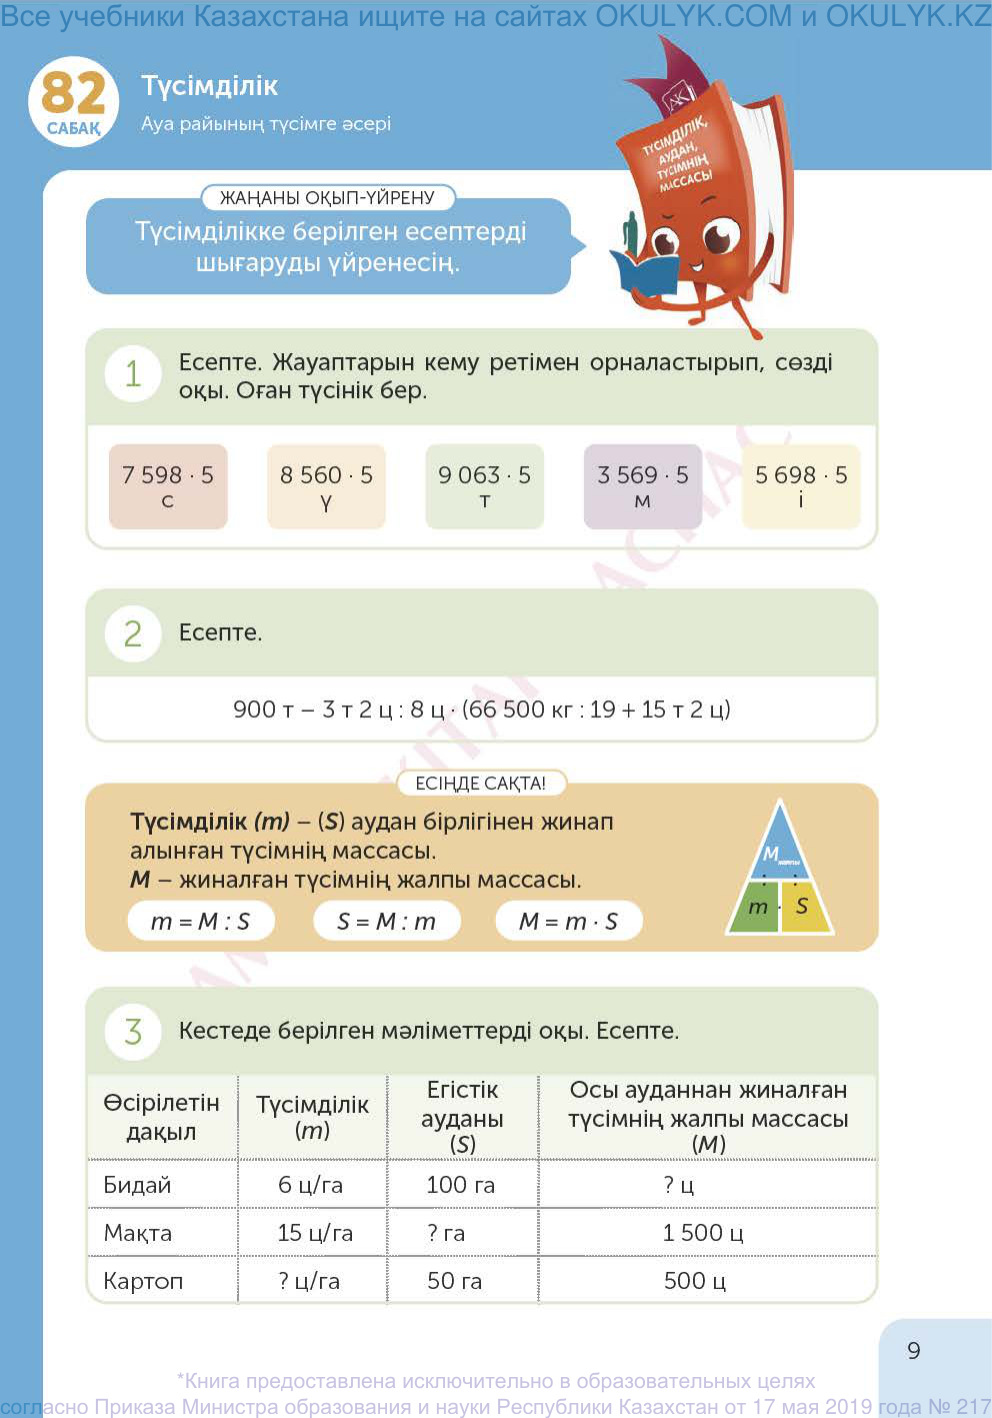 Все учебники Казахстана ищите на сайтах OKULYK.COM и OKULYK.KZ
82
САБАҚ
Түсімділік
Ауа райының түсімге әсері
ТҮСІМДІЛІК,
АУДАН,
ТҮСІМНІҢ
МАССАСЫ
ЖАҢАНЫ ОҚЫП-ҮЙРЕНУ
Түсімділікке берілген есептерді
шығаруды үйренесің.
1
Есепте. Жауаптарын кему ретімен орналастырып, сөзді
оқы. Оған түсінік бер.
7 598 · 5 8 560 · 5 9 063 · 5 3 569 · 5 5 698 · 5
с ү т м і
2
Есепте.
900 т – 3 т 2 ц : 8 ц · (66 500 кг : 19 + 15 т 2 ц)
ЕСІҢДЕ САҚТА!
Түсімділік (m) – (S) аудан бірлігінен жинап
алынған түсімнің массасы.
M – жиналған түсімнің жалпы массасы.
m = M : S S = M : m M = m · S
M жалпы
: :
m · S
3
Кестеде берілген мәліметтерді оқы. Есепте.
Өсірілетін дақыл Түсімділік (m) Егістік ауданы (S) Осы ауданнан жиналған түсімнің жалпы массасы (M)
Бидай 6 ц/га 100 га ? ц
Мақта 15 ц/га ? га 1 500 ц
Картоп ? ц/га 50 га 500 ц
9
*Книга предоставлена исключительно в образовательных целях
согласно Приказа Министра образования и науки Республики Казахстан от 17 мая 2019 года № 217